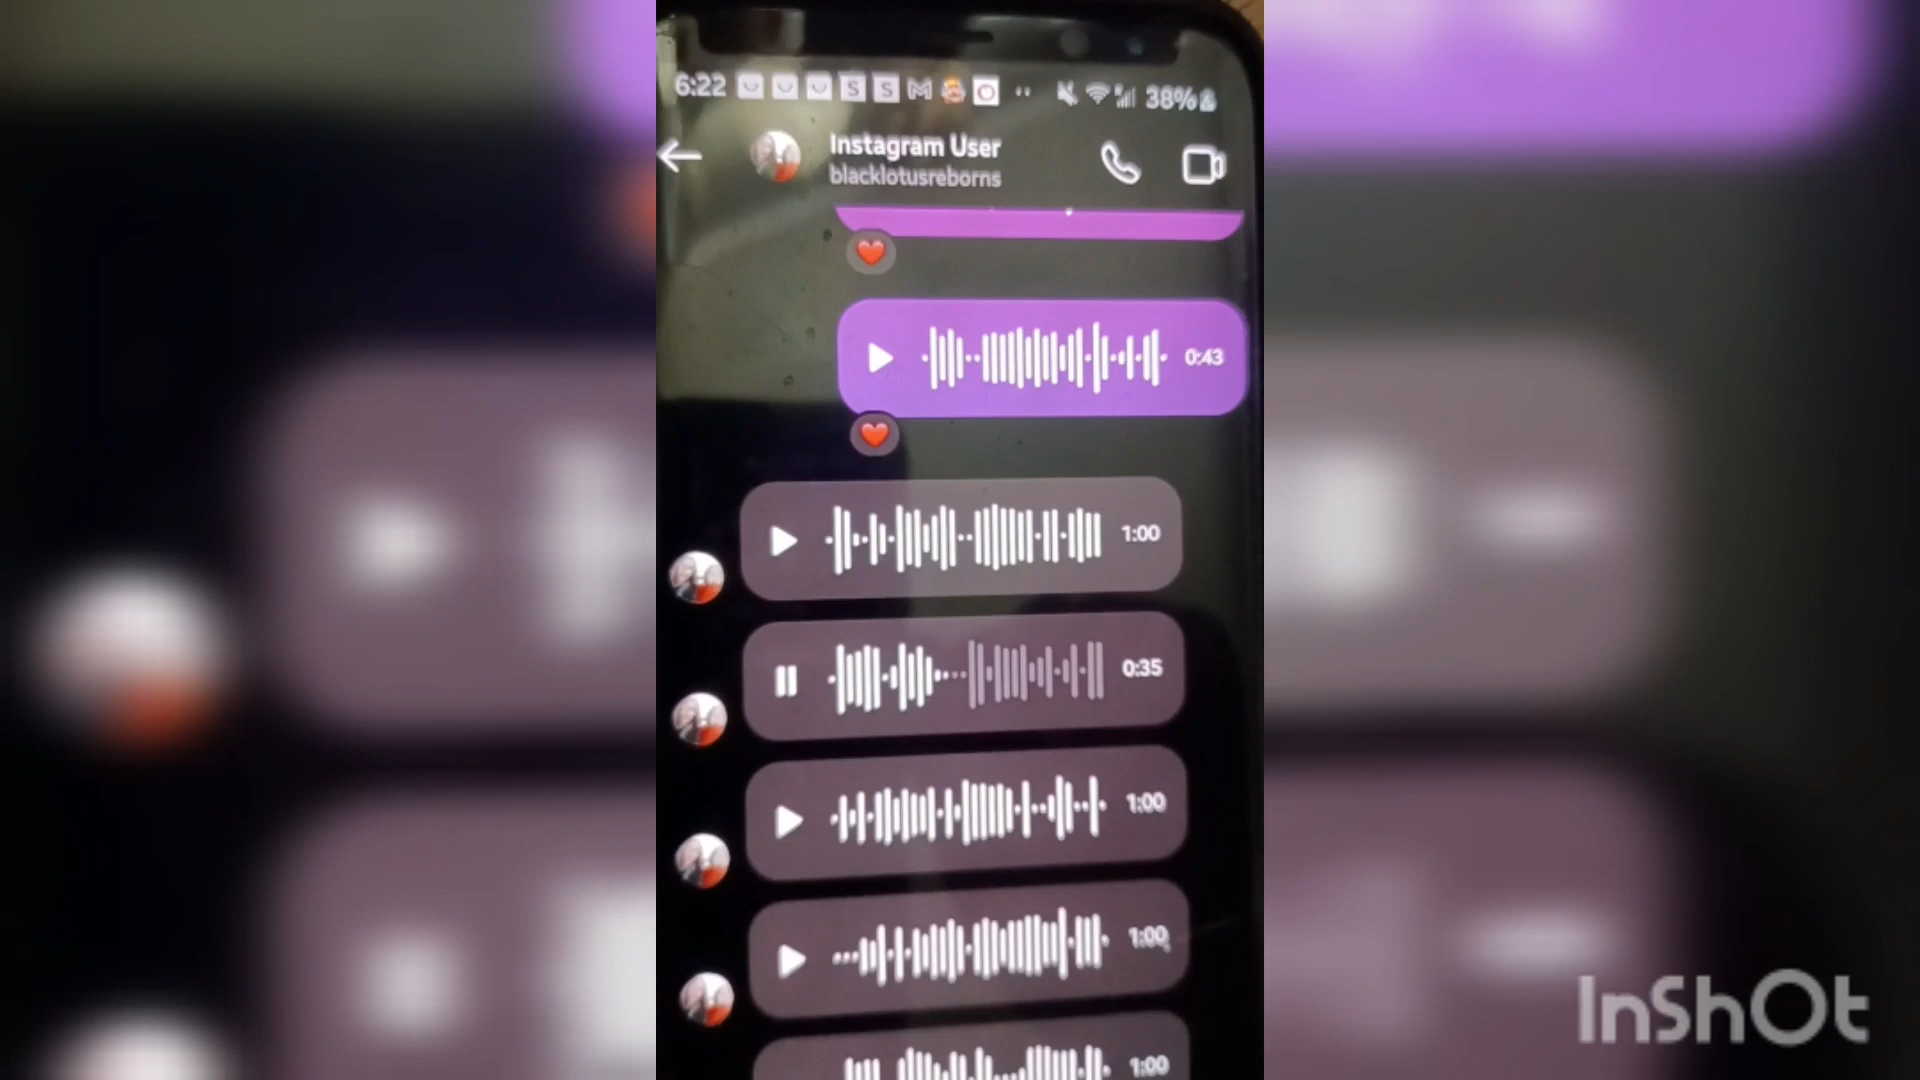 6:22 S S M 38%
Instagram User
blacklotusreborns
0:43
1:00
0:35
1:00
1:00
1:00
InShOt